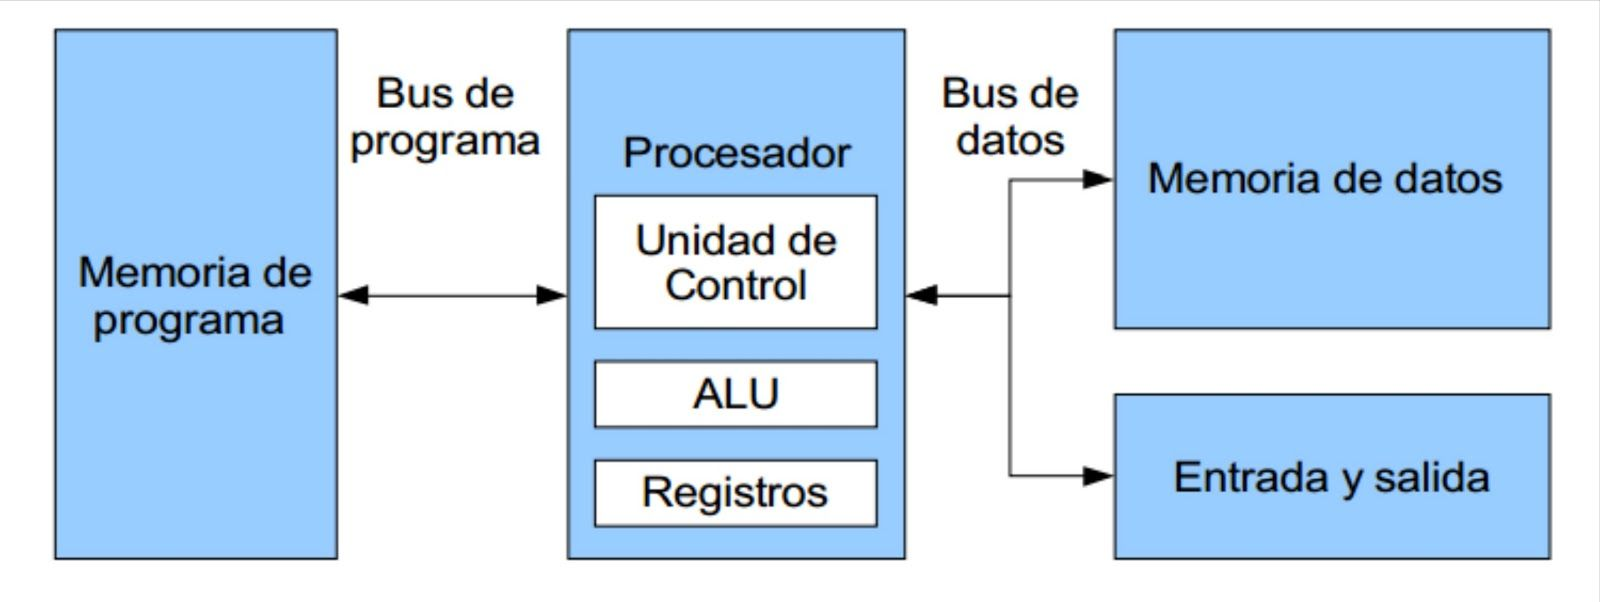 Memoria de
programa
Bus de
programa
Procesador
Unidad de
Control
ALU
Registros
Bus de
datos
Memoria de datos
Entrada y salida